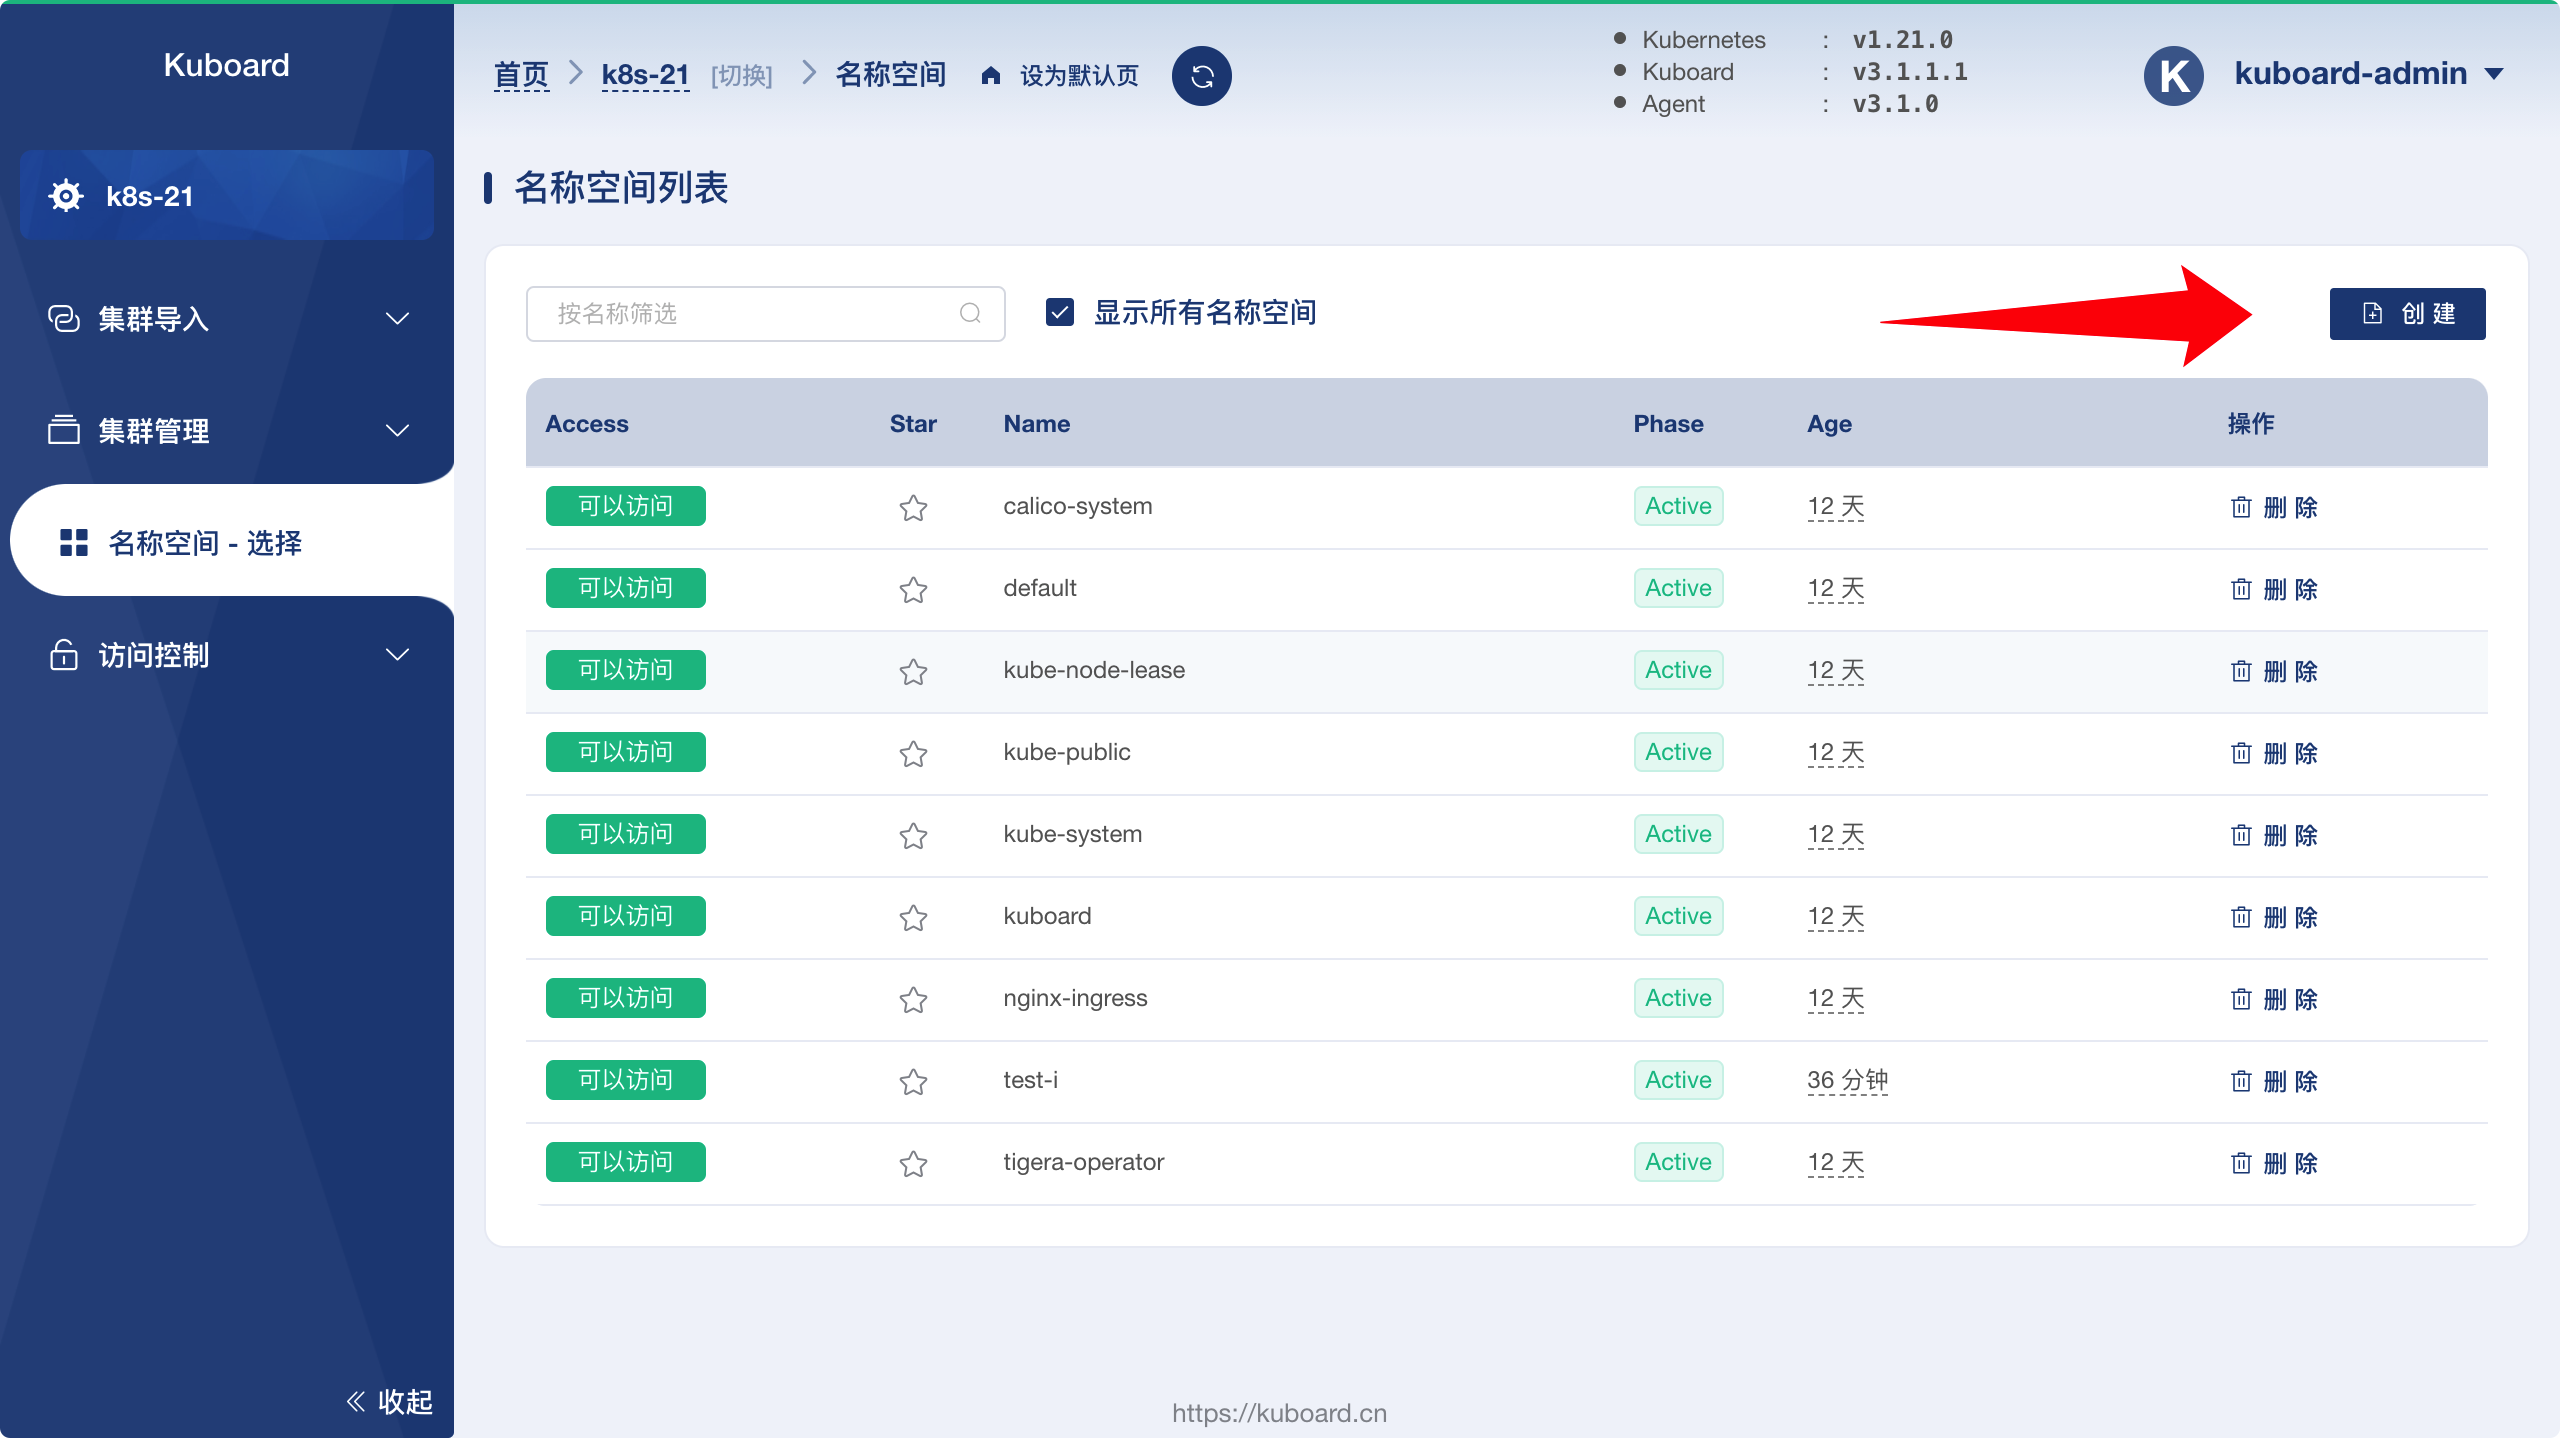 Kuboard
k8s-21
集群导入
集群管理
名称空间 - 选择
访问控制
收起
首页 k8s-21 [切换] 名称空间 设为默认页
Kubernetes : v1.21.0
Kuboard : v3.1.1.1
Agent : v3.1.0
K kuboard-admin
名称空间列表
按名称筛选 显示所有名称空间 创 建
Access Star Name Phase Age 操作
可以访问 calico-system Active 12 天 删 除
可以访问 default Active 12 天 删 除
可以访问 kube-node-lease Active 12 天 删 除
可以访问 kube-public Active 12 天 删 除
可以访问 kube-system Active 12 天 删 除
可以访问 kuboard Active 12 天 删 除
可以访问 nginx-ingress Active 12 天 删 除
可以访问 test-i Active 36 分钟 删 除
可以访问 tigera-operator Active 12 天 删 除
https://kuboard.cn